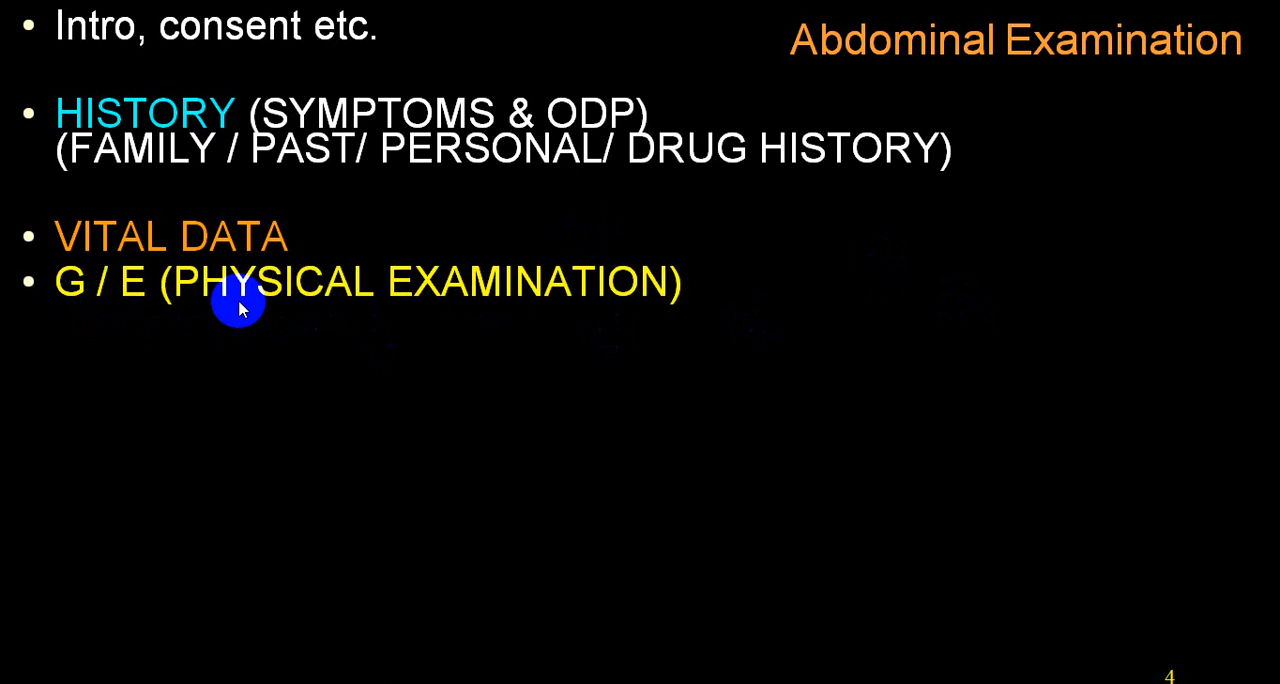 Intro, consent etc.
Abdominal Examination
HISTORY (SYMPTOMS & ODP)
(FAMILY / PAST/ PERSONAL/ DRUG HISTORY)
VITAL DATA
G / E (PHYSICAL EXAMINATION)
4